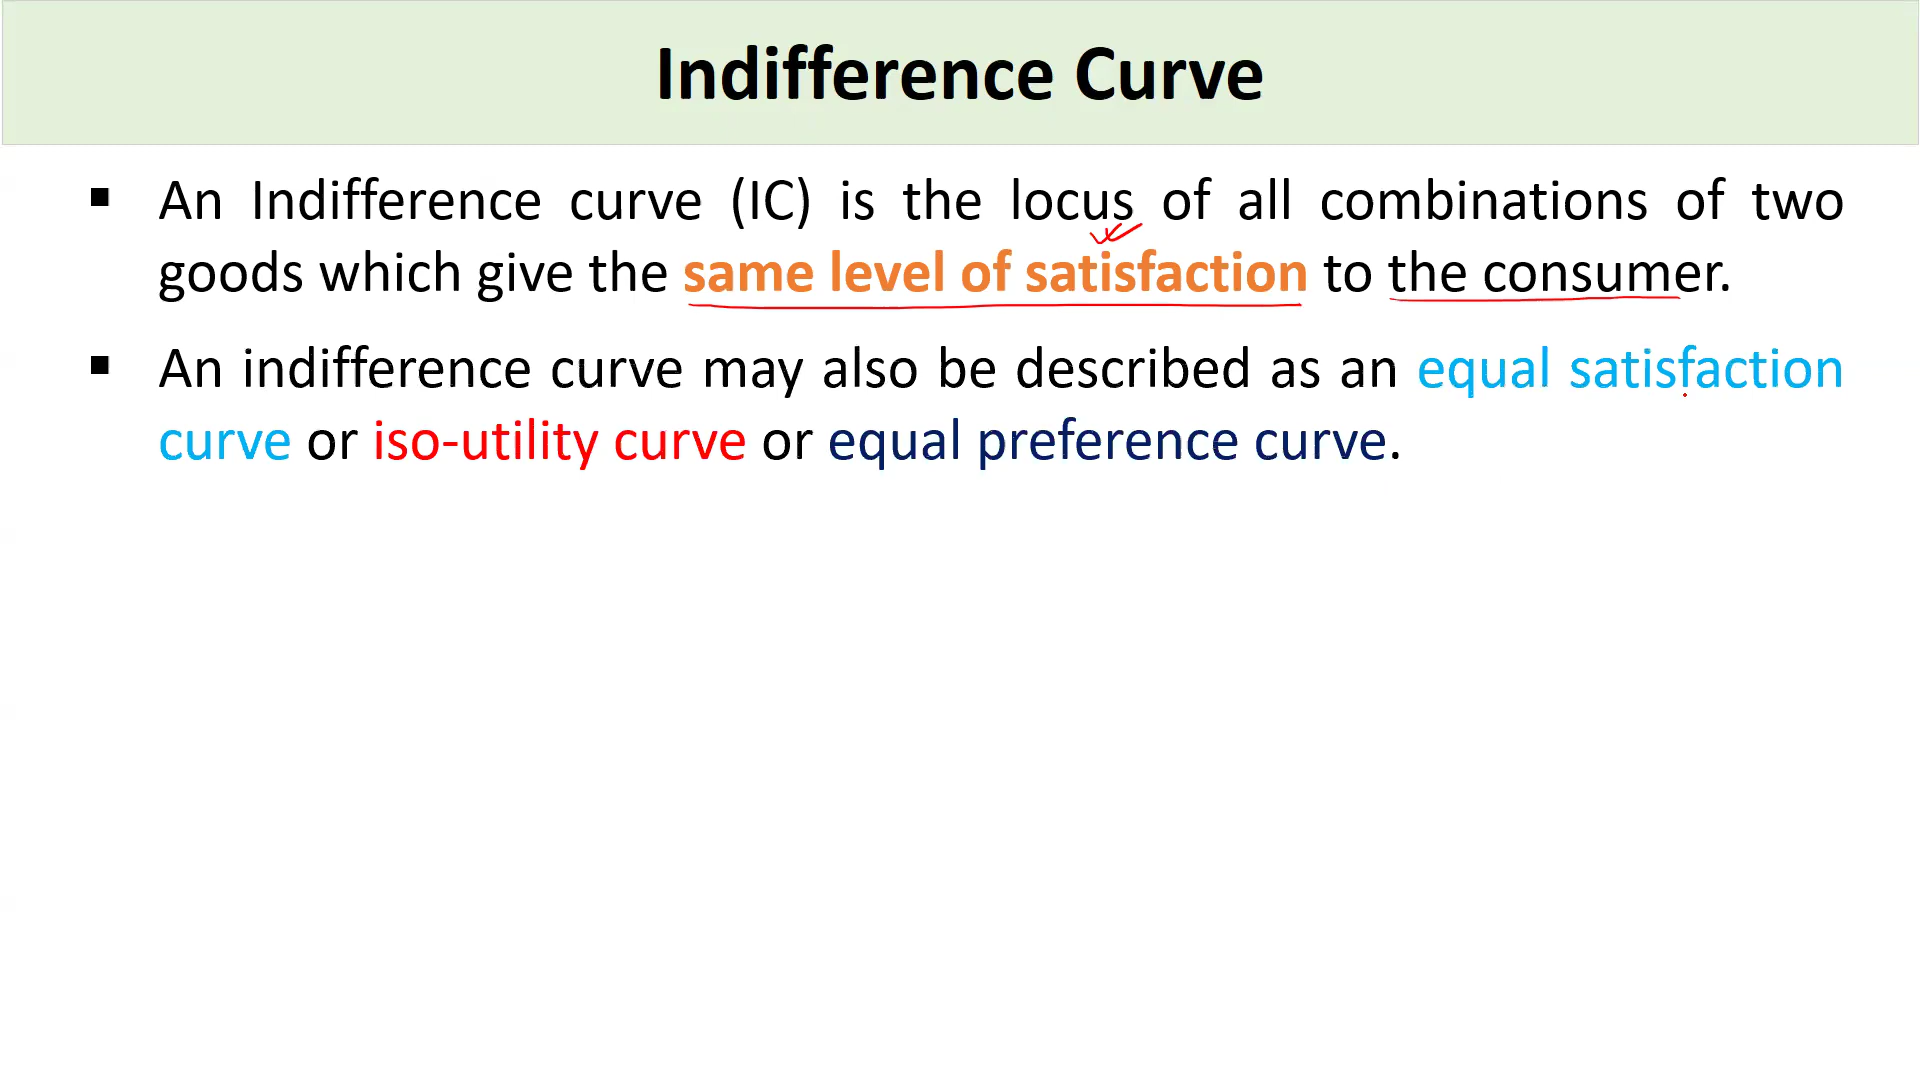 Indifference Curve
▪ An Indifference curve (IC) is the locus of all combinations of two
goods which give the same level of satisfaction to the consumer.
▪ An indifference curve may also be described as an equal satisfaction
curve or iso-utility curve or equal preference curve.